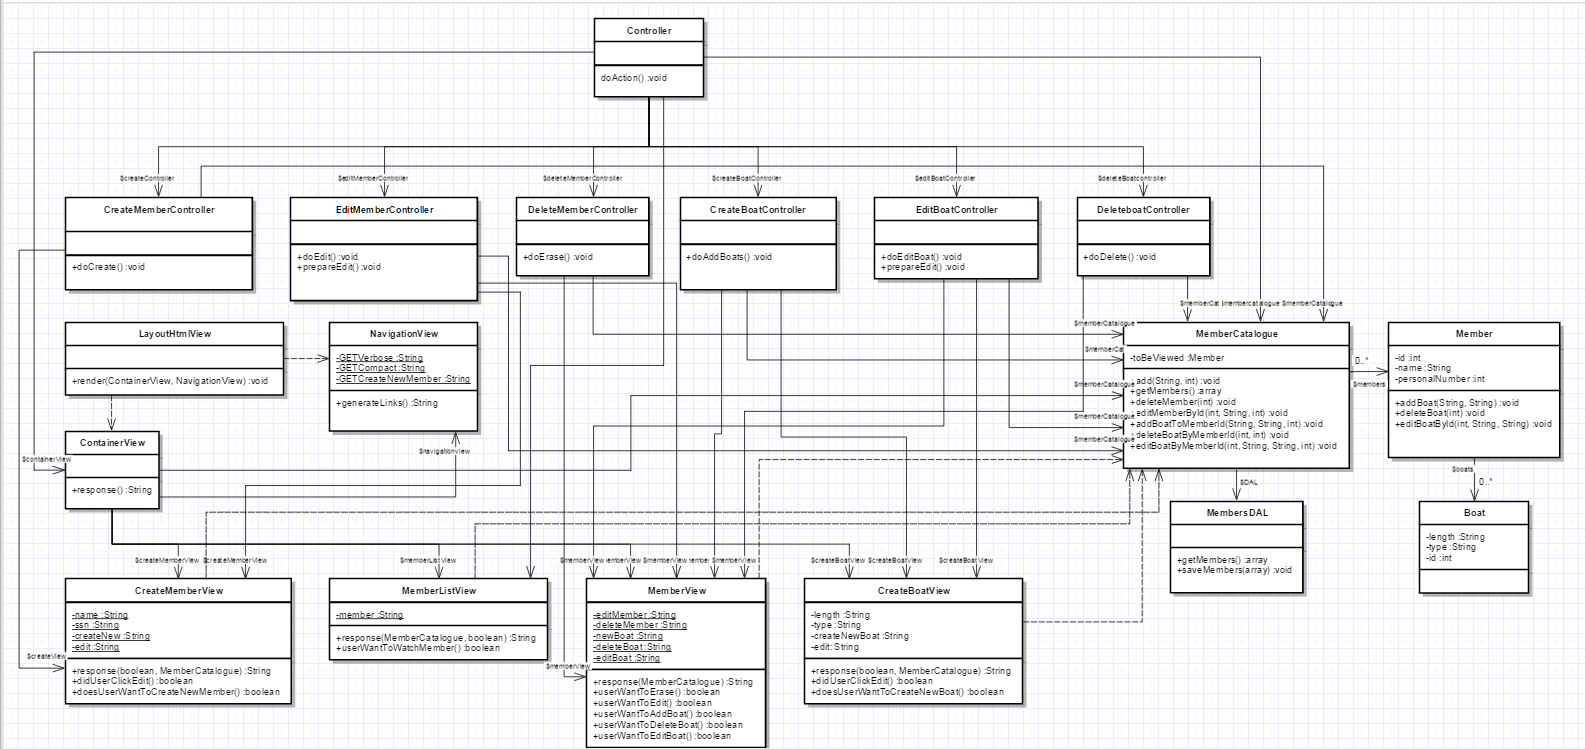 Controller
doAction() :void
$createController
$editMemberController
$deleteMemberController
$createBoatController
$editBoatController
$deleteBoatcontroller
CreateMemberController
+doCreate() :void
EditMemberController
+doEdit() :void
+prepareEdit() :void
DeleteMemberController
+doErase() :void
CreateBoatController
+doAddBoats() :void
EditBoatController
+doEditBoat() :void
+prepareEdit() :void
DeleteboatController
+doDelete() :void
$memberCat
$membercatalogue
$memberCatalogue
LayoutHtmlView
+render(ContainerView, NavigationView) :void
NavigationView
-GETVerbose :String
-GETCompact :String
-GETCreateNewMember :String
+generateLinks() :String
$memberCatalogue
$memberCat
$memberCatalogue
$memberCatalogue
$memberCatalogue
MemberCatalogue
-toBeViewed :Member
+add(String, int) :void
+getMembers() :array
+deleteMember(int) :void
editMemberById(int, String, int) :void
+addBoatToMemberId(String, String, int) :void
deleteBoatByMemberId(int, int) :void
+editBoatByMemberId(int, String, String, int) :void
0..*
$members
Member
-id :int
-name :String
-personalNumber :int
+addBoat(String, String) :void
+deleteBoat(int) :void
+editBoatById(int, String, String) :void
ContainerView
+response() :String
$containerView
$navigationview
$DAL
$boats
0..*
MembersDAL
+getMembers() :array
+saveMembers(array) :void
Boat
-length :String
-type :String
-id :int
$createMemberView
$createMemberView
$memberListView
$memberView
$memberView
$memberView
$createBoatView
$createBoatView
$createBoatView
CreateMemberView
-name :String
-ssn :String
-createNew :String
-edit :String
+response(boolean, MemberCatalogue) :String
+didUserClickEdit() :boolean
+doesUserWantToCreateNewMember() :boolean
$createView
MemberListView
-member :String
+response(MemberCatalogue, boolean) :String
+userWantToWatchMember() :boolean
$memberView
MemberView
-editMember :String
-deleteMember :String
-newBoat :String
-deleteBoat :String
-editBoat :String
+response(MemberCatalogue) :String
+userWantToErase() :boolean
+userWantToEdit() :boolean
+userWantToAddBoat() :boolean
+userWantToDeleteBoat() :boolean
+userWantToEditBoat() :boolean
CreateBoatView
-length :String
-type :String
-createNewBoat :String
-edit: :String
+response(boolean, MemberCatalogue) :String
+didUserClickEdit() :boolean
+doesUserWantToCreateNewBoat() :boolean